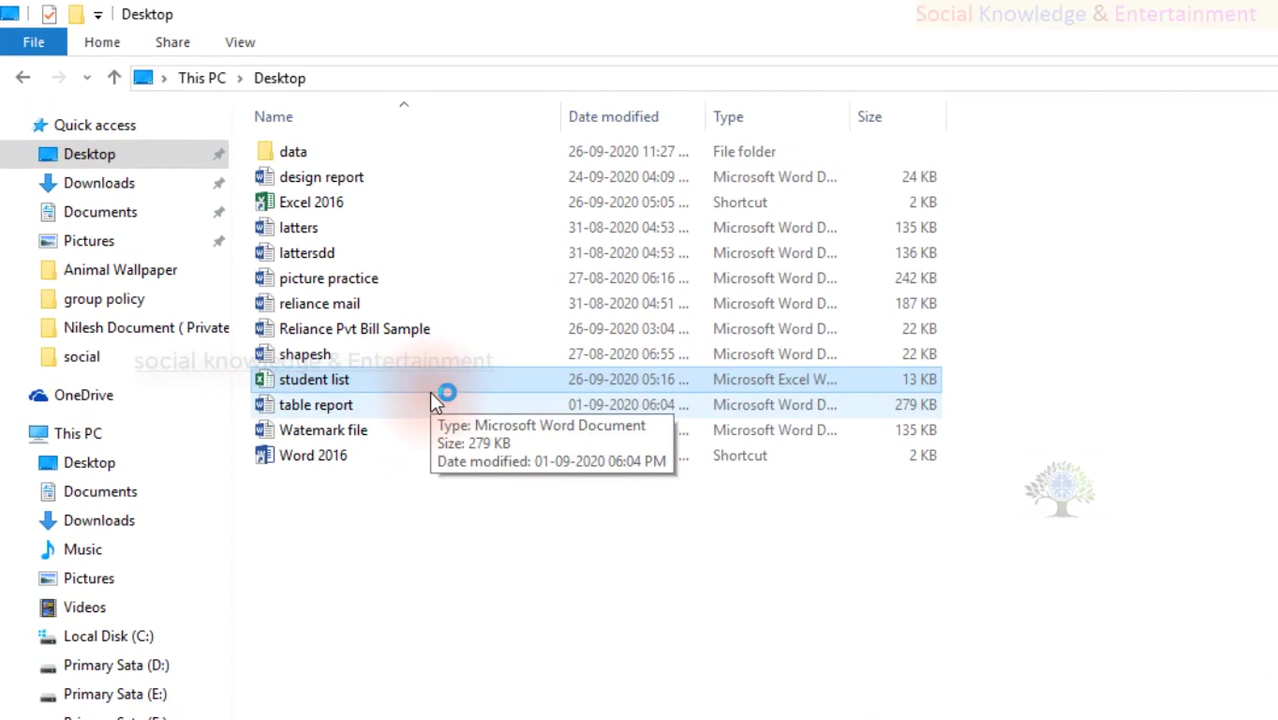 Desktop
Social Knowledge & Entertainment
File Home Share View
This PC Desktop
Name Date modified Type Size
Quick access
Desktop
Downloads
Documents
Pictures
Animal Wallpaper
group policy
Nilesh Document ( Private
social
OneDrive
This PC
Desktop
Documents
Downloads
Music
Pictures
Videos
Local Disk (C:)
Primary Sata (D:)
Primary Sata (E:)
data 26-09-2020 11:27 ... File folder
design report 24-09-2020 04:09 ... Microsoft Word D... 24 KB
Excel 2016 26-09-2020 05:05 ... Shortcut 2 KB
latters 31-08-2020 04:53 ... Microsoft Word D... 135 KB
lattersdd 31-08-2020 04:53 ... Microsoft Word D... 136 KB
picture practice 27-08-2020 06:16 ... Microsoft Word D... 242 KB
reliance mail 31-08-2020 04:51 ... Microsoft Word D... 187 KB
Reliance Pvt Bill Sample 26-09-2020 03:04 ... Microsoft Word D... 22 KB
shapesh 27-08-2020 06:55 ... Microsoft Word D... 22 KB
social knowledge & Entertainment
student list 26-09-2020 05:16 ... Microsoft Excel W... 13 KB
table report 01-09-2020 06:04 ... Microsoft Word D... 279 KB
Watemark file ... Microsoft Word D... 135 KB
Word 2016 ... Shortcut 2 KB
Type: Microsoft Word Document
Size: 279 KB
Date modified: 01-09-2020 06:04 PM